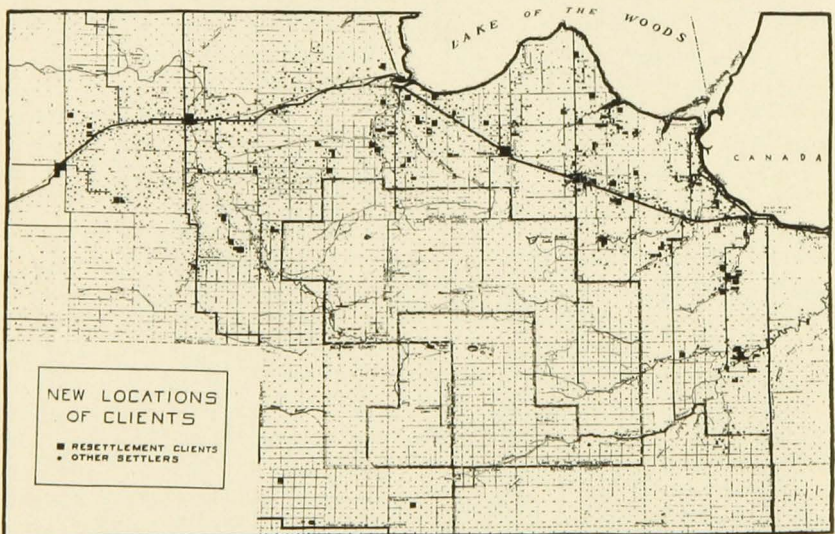 LAKE OF THE WOODS
CANADA
NEW LOCATIONS
OF CLIENTS
RESETTLEMENT CLIENTS
OTHER SETTLERS